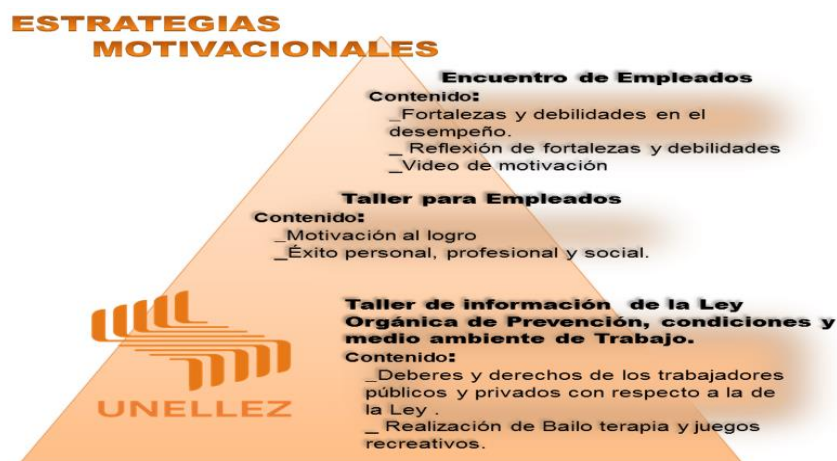 ESTRATEGIAS
MOTIVACIONALES
Encuentro de Empleados
Contenido:
_Fortalezas y debilidades en el
desempeño.
_ Reflexión de fortalezas y debilidades
_Video de motivación
Taller para Empleados
Contenido:
_Motivación al logro
_Éxito personal, profesional y social.
Taller de información de la Ley
Orgánica de Prevención, condiciones y
medio ambiente de Trabajo.
Contenido:
_Deberes y derechos de los trabajadores
públicos y privados con respecto a la de
la Ley .
_ Realización de Bailo terapia y juegos
recreativos.
UNELLEZ